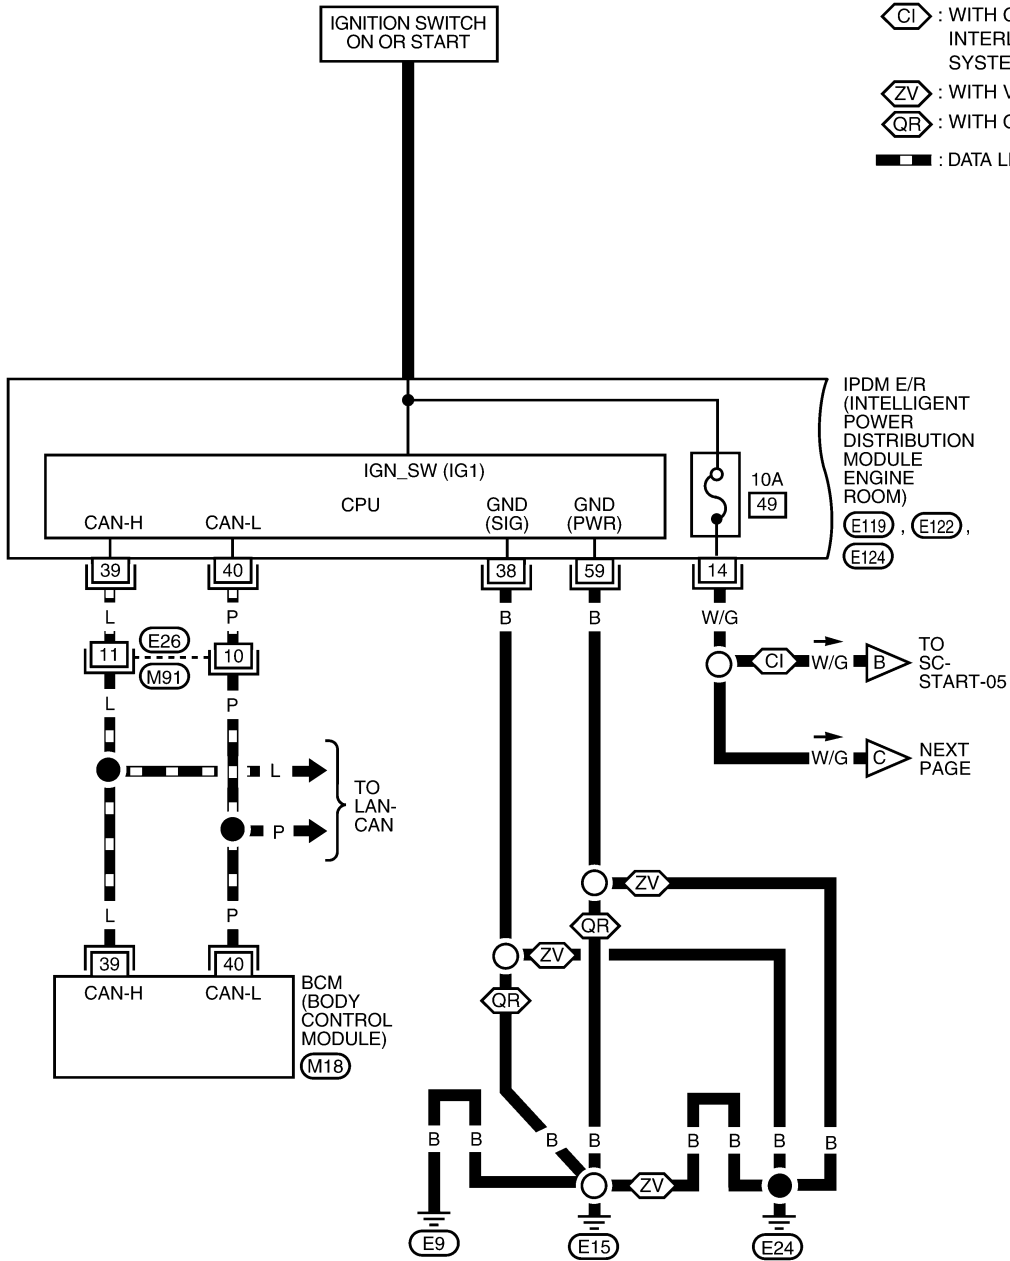 IGNITION SWITCH
ON OR START
CI : WITH C
INTERL
SYSTE
ZV : WITH V
QR : WITH
: DATA LI
IPDM E/R
(INTELLIGENT
POWER
DISTRIBUTION
MODULE
ENGINE
ROOM)
E119 , E122 ,
E124
IGN_SW (IG1)
CPU
CAN-H
CAN-L
GND
(SIG)
GND
(PWR)
10A
49
39
40
38
59
14
L
P
B
B
W/G
11
E26
M91
10
CI
W/G
B
TO
SC-
START-05
L
P
W/G
C
NEXT
PAGE
L
P
TO
LAN-
CAN
ZV
QR
ZV
QR
L
P
39
40
CAN-H
CAN-L
BCM
(BODY
CONTROL
MODULE)
M18
B
B
B
B
B
B
B
B
ZV
E9
E15
E24